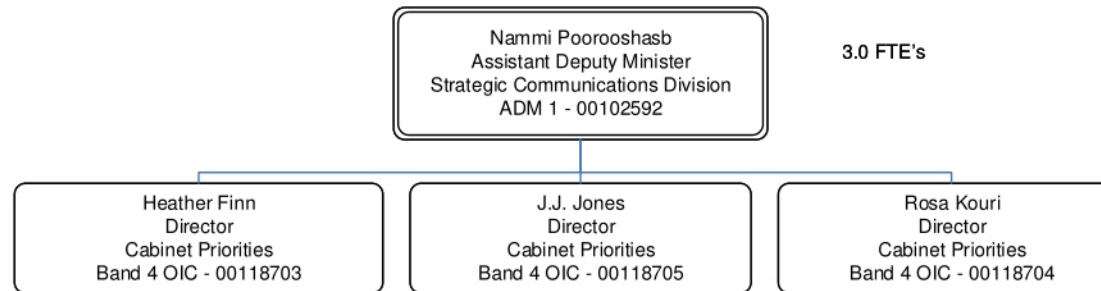 Nammi Poorooshasb
Assistant Deputy Minister
Strategic Communications Division
ADM 1 - 00102592
3.0 FTE's
Heather Finn
Director
Cabinet Priorities
Band 4 OIC - 00118703
J.J. Jones
Director
Cabinet Priorities
Band 4 OIC - 00118705
Rosa Kouri
Director
Cabinet Priorities
Band 4 OIC - 00118704